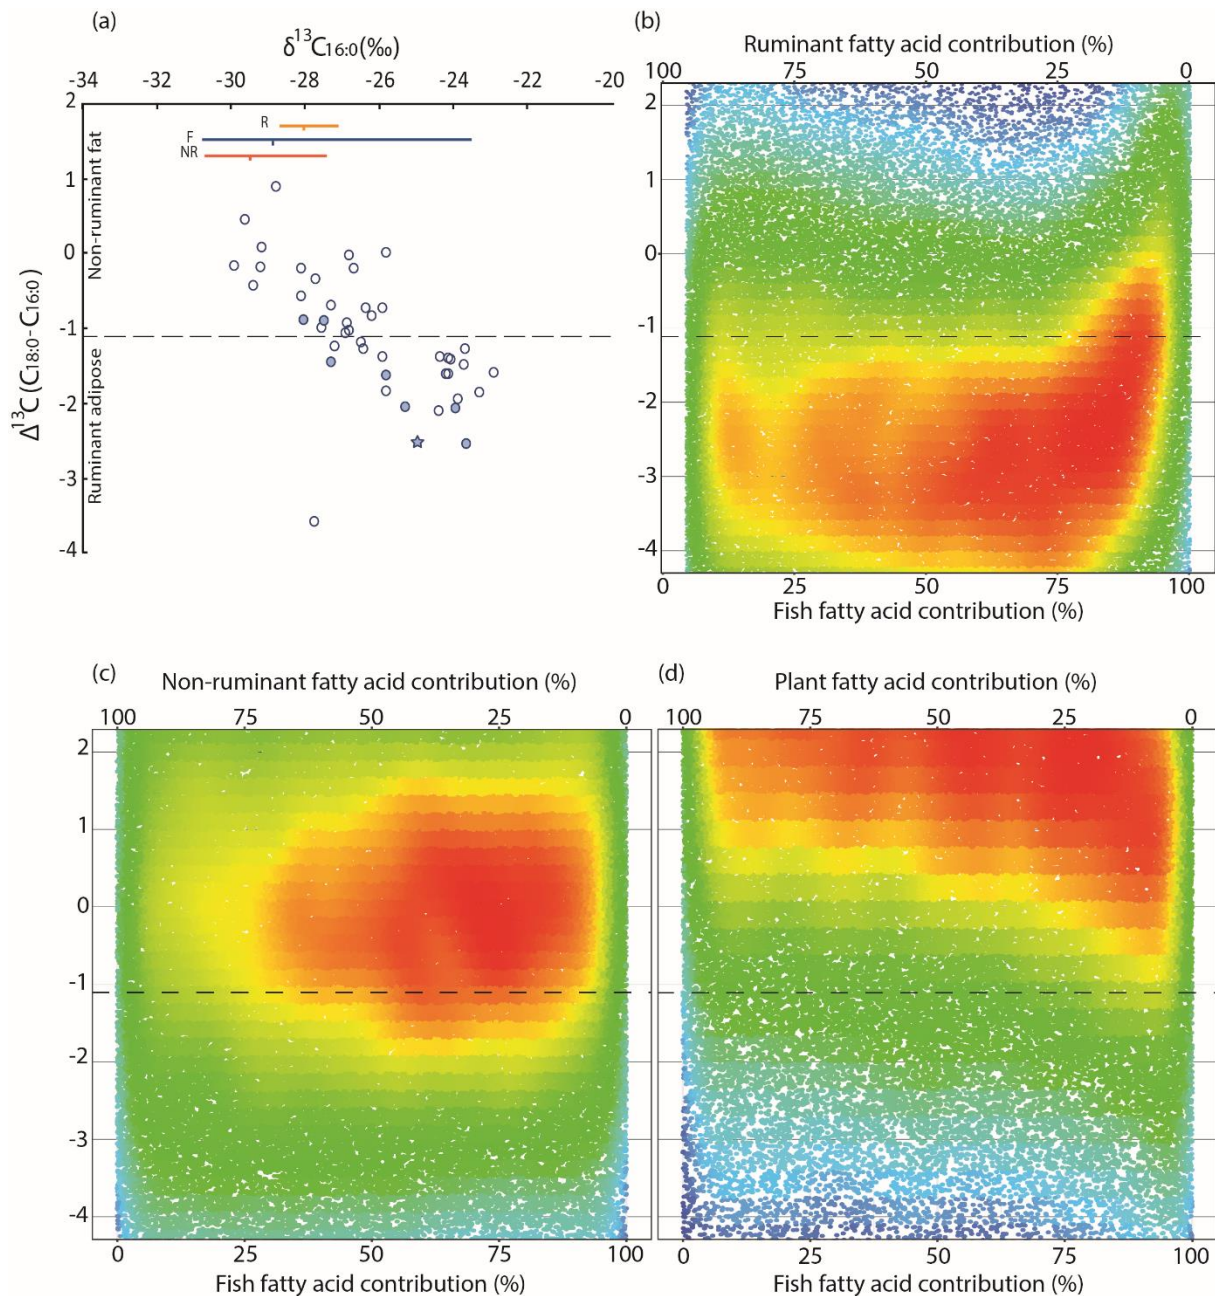 (a)
δ¹³C16:0(‰)
-34 -30 -28 -26 -24 -22 -20
2
1
0
-1
-2
-3
-4
Δ¹³C (C18:0-C16:0)
Non-ruminant fat
Ruminant adipose
R
F
NR
(b)
Ruminant fatty acid contribution (%)
100 75 50 25 0
2
1
0
-1
-2
-3
-4
0 25 50 75 100
Fish fatty acid contribution (%)
(c)
Non-ruminant fatty acid contribution (%)
100 75 50 25 0
2
1
0
-1
-2
-3
-4
0 25 50 75 100
Fish fatty acid contribution (%)
(d)
Plant fatty acid contribution (%)
100 75 50 25 0
0 25 50 75 100
Fish fatty acid contribution (%)